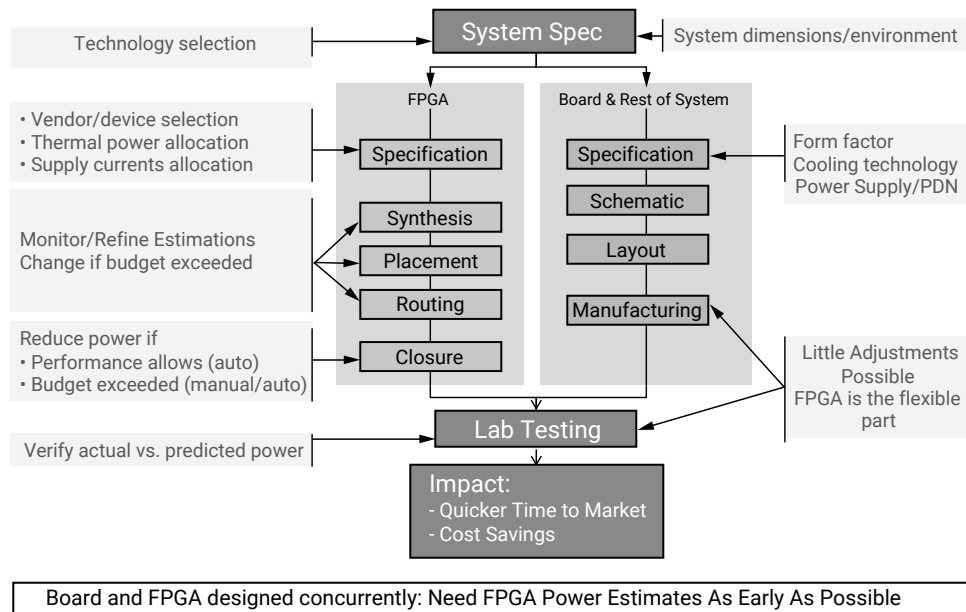 System Spec
Technology selection
System dimensions/environment
FPGA
Board & Rest of System
• Vendor/device selection
• Thermal power allocation
• Supply currents allocation
Specification
Specification
Form factor
Cooling technology
Power Supply/PDN
Monitor/Refine Estimations
Change if budget exceeded
Synthesis
Placement
Routing
Schematic
Layout
Manufacturing
Reduce power if
• Performance allows (auto)
• Budget exceeded (manual/auto)
Closure
Little Adjustments
Possible
FPGA is the flexible
part
Verify actual vs. predicted power
Lab Testing
Impact:
- Quicker Time to Market
- Cost Savings
Board and FPGA designed concurrently: Need FPGA Power Estimates As Early As Possible